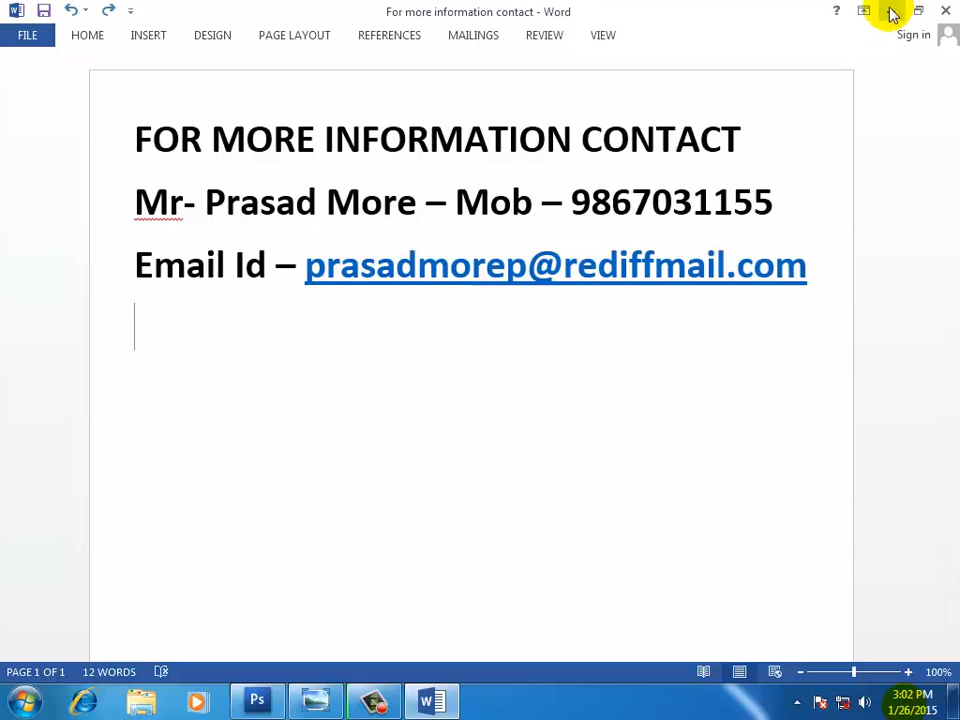 For more information contact - Word
?
Sign in
FILE HOME INSERT DESIGN PAGE LAYOUT REFERENCES MAILINGS REVIEW VIEW
FOR MORE INFORMATION CONTACT
Mr- Prasad More – Mob – 9867031155
Email Id – prasadmorep@rediffmail.com
PAGE 1 OF 1 12 WORDS
100%
Ps
3:02 PM
1/26/2015